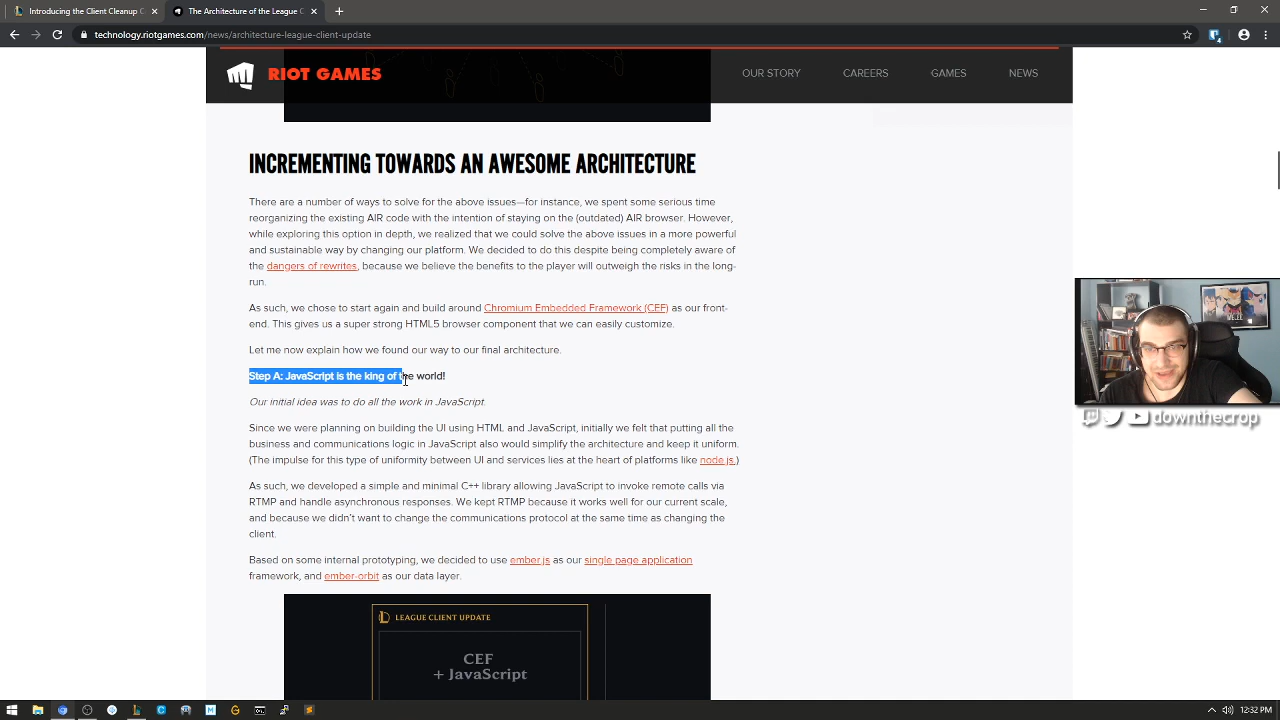 Introducing the Clean
Our Client Cleanup Camp
The Architecture of the
technology.riotgames.com/news/architecture-league-client-update
RIOT GAMES
OUR STORY
CAREERS
GAMES
NEWS
INCREMENTING TOWARDS AN AWESOME ARCHITECTURE
There are a number of ways to solve for the above issues—for instance, we spent some serious time
reorganizing the existing AIR code with the intention of staying on the (outdated) AIR browser. However,
while exploring this option in depth, we realized that we could solve the above issues in a more powerful
and sustainable way by changing our platform. We decided to do this despite being completely aware of
the dangers of rewrites, because we believe the benefits to the player will outweigh the risks in the long-
run.
As such, we chose to start again and build around Chromium Embedded Framework (CEF) as our front-
end. This gives us a super strong HTML5 browser component that we can easily customize.
Let me now explain how we found our way to our final architecture.
Step A: JavaScript is the king of the world!
Our initial idea was to do all the work in JavaScript.
Since we were planning on building the UI using HTML and JavaScript, initially we felt that putting all the
business and communications logic in JavaScript also would simplify the architecture and keep it uniform.
(The impulse for this type of uniformity between UI and services lies at the heart of platforms like node.js.)
As such, we developed a simple and minimal C++ library allowing JavaScript to invoke remote calls via
RTMP and handle asynchronous responses. We kept RTMP because it works well for our current scale,
and because we didn't want to change the communications protocol at the same time as changing the
client.
Based on some internal prototyping, we decided to use ember.js as our single page application
framework, and ember-orbit as our data layer.
LEAGUE CLIENT UPDATE
CEF
+ JavaScript
downthecrop
12:32 PM